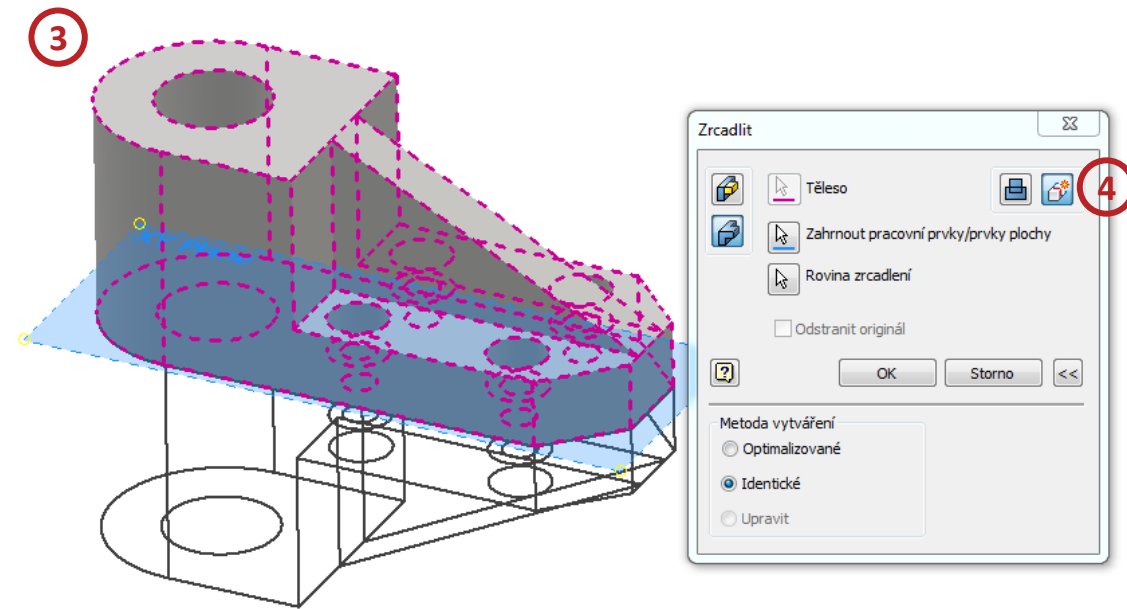 3
Zrcadlit
Těleso
4
Zahrnout pracovní prvky/prvky plochy
Rovina zrcadlení
Odstranit originál
?
OK
Storno
<<
Metoda vytváření
Optimalizované
Identické
Upravit